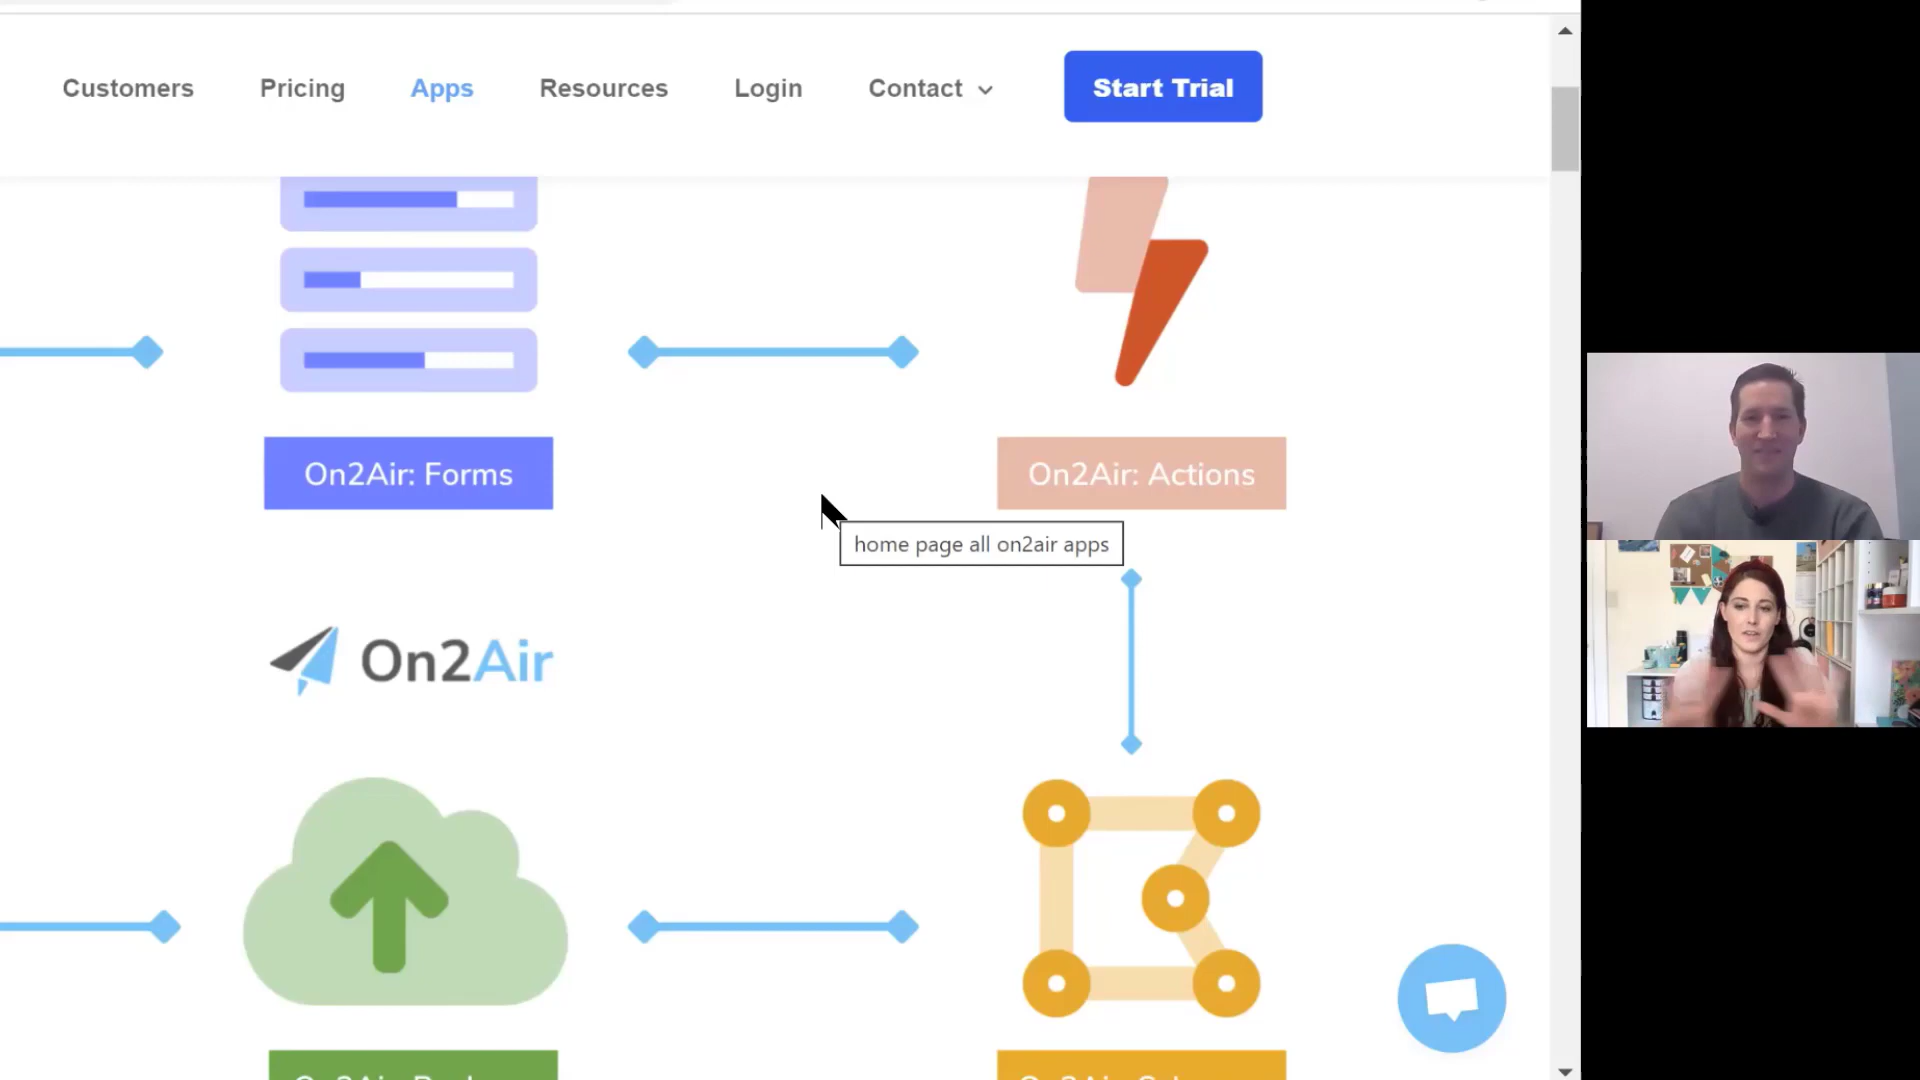 Customers Pricing Apps Resources Login Contact Start Trial
On2Air: Forms
On2Air: Actions
home page all on2air apps
On2Air